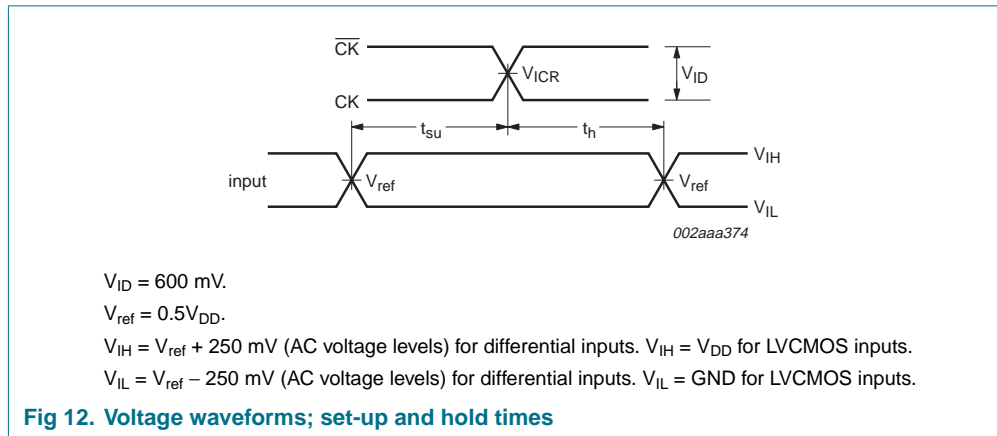 C̅K̅
V_ICR
V_ID
CK
t_su
t_h
V_IH
input
V_ref
V_ref
V_IL
002aaa374
V_ID = 600 mV.
V_ref = 0.5V_DD.
V_IH = V_ref + 250 mV (AC voltage levels) for differential inputs. V_IH = V_DD for LVCMOS inputs.
V_IL = V_ref − 250 mV (AC voltage levels) for differential inputs. V_IL = GND for LVCMOS inputs.
Fig 12. Voltage waveforms; set-up and hold times